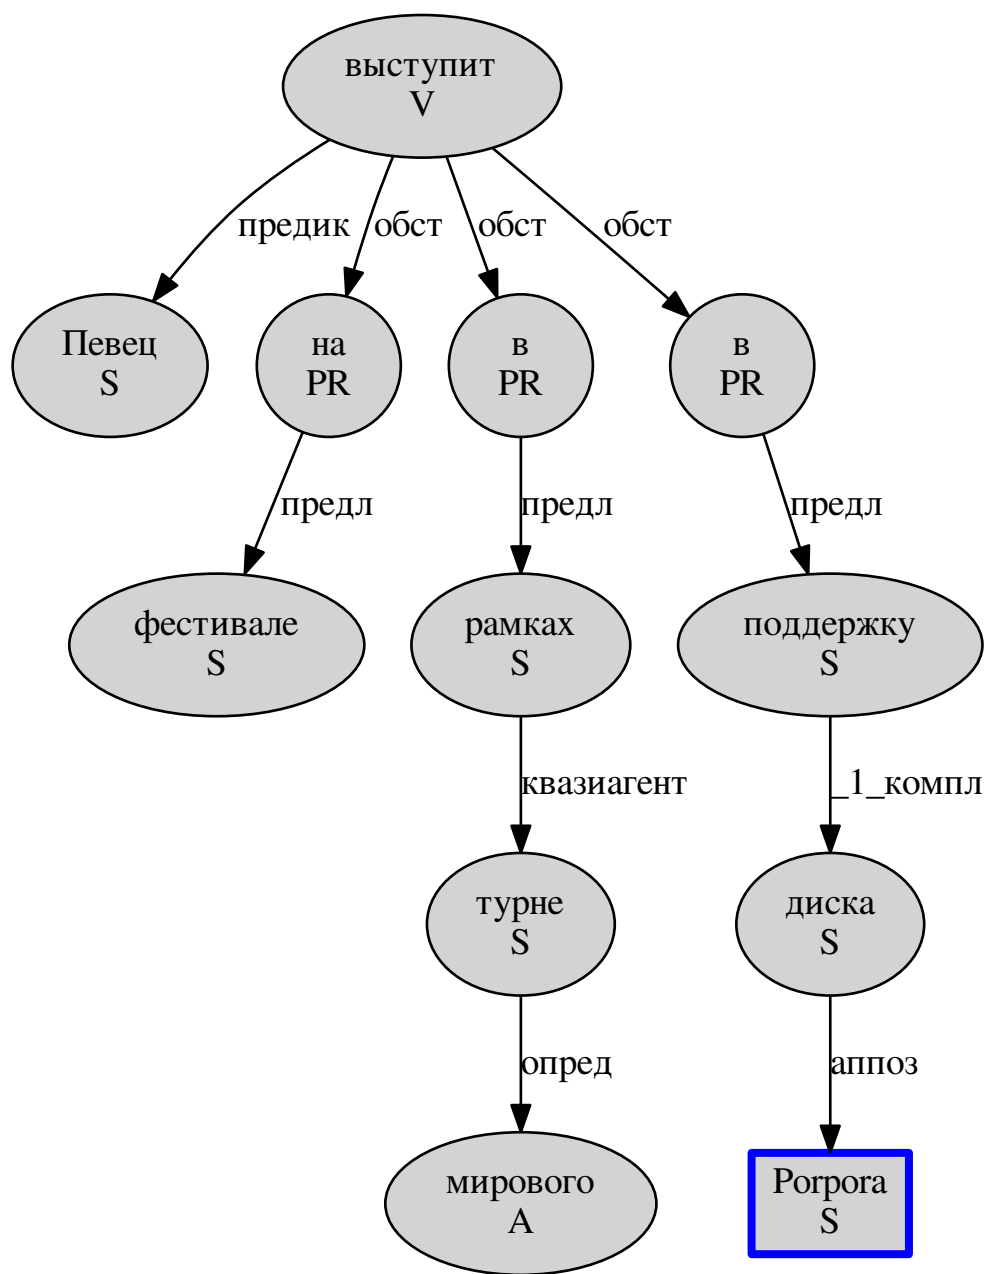 выступит
V
предик
обст
обст
обст
Певец
S
на
PR
в
PR
в
PR
предл
предл
предл
фестивале
S
рамках
S
поддержку
S
квазиагент
_1_компл
турне
S
диска
S
опред
аппоз
мирового
A
Porpora
S